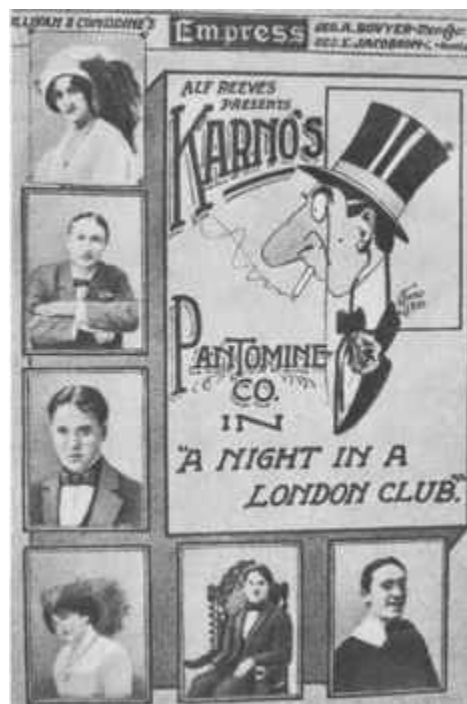 Empress
ALF REEVES
PRESENTS
KARNO'S
PANTOMINE
CO.
IN
"A NIGHT IN A
LONDON CLUB."